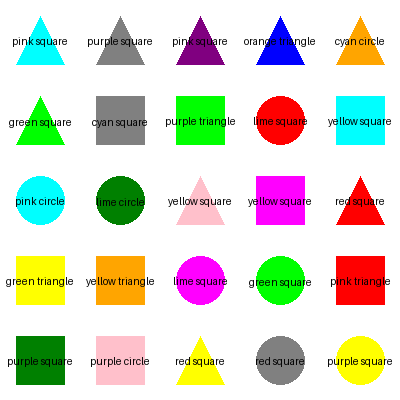 pink square purple square pink square orange triangle cyan circle
green square cyan square purple triangle lime square yellow square
pink circle lime circle yellow square yellow square red square
green triangle yellow triangle lime square green square pink triangle
purple square purple circle red square red square purple square